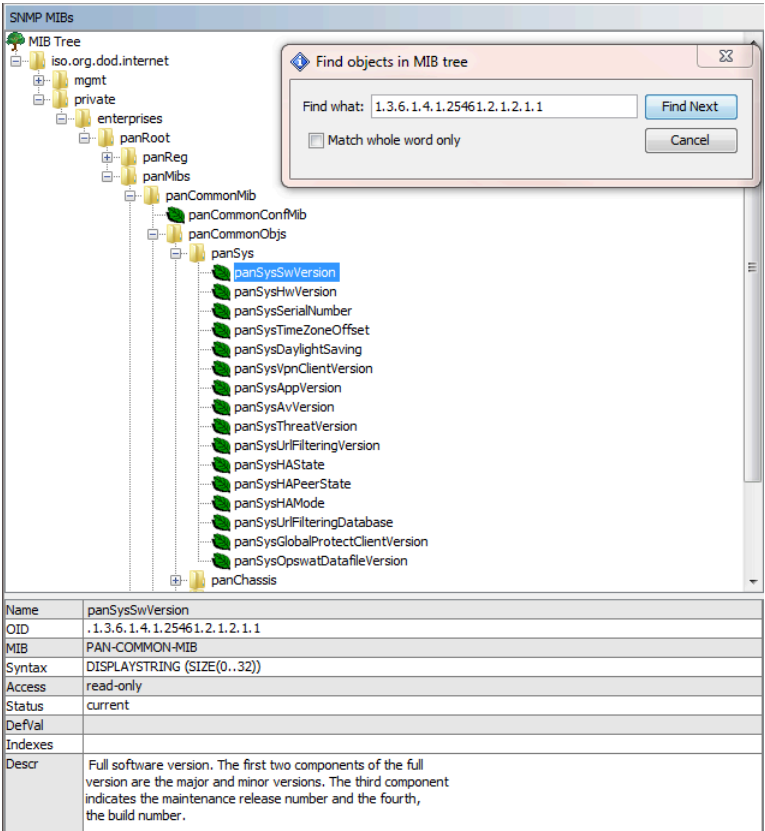 SNMP MIBs
MIB Tree
iso.org.dod.internet
mgmt
private
enterprises
panRoot
panReg
panMibs
panCommonMib
panCommonConfMib
panCommonObjs
panSys
panSysSwVersion
panSysHwVersion
panSysSerialNumber
panSysTimeZoneOffset
panSysDaylightSaving
panSysVpnClientVersion
panSysAppVersion
panSysAvVersion
panSysThreatVersion
panSysUrlFilteringVersion
panSysHAState
panSysHAPeerState
panSysHAMode
panSysUrlFilteringDatabase
panSysGlobalProtectClientVersion
panSysOpswatDatafileVersion
panChassis
Find objects in MIB tree
Find what: 1.3.6.1.4.1.25461.2.1.2.1.1 Find Next
Match whole word only Cancel
Name panSysSwVersion
OID .1.3.6.1.4.1.25461.2.1.2.1.1
MIB PAN-COMMON-MIB
Syntax DISPLAYSTRING (SIZE(0..32))
Access read-only
Status current
DefVal
Indexes
Descr Full software version. The first two components of the full
version are the major and minor versions. The third component
indicates the maintenance release number and the fourth,
the build number.